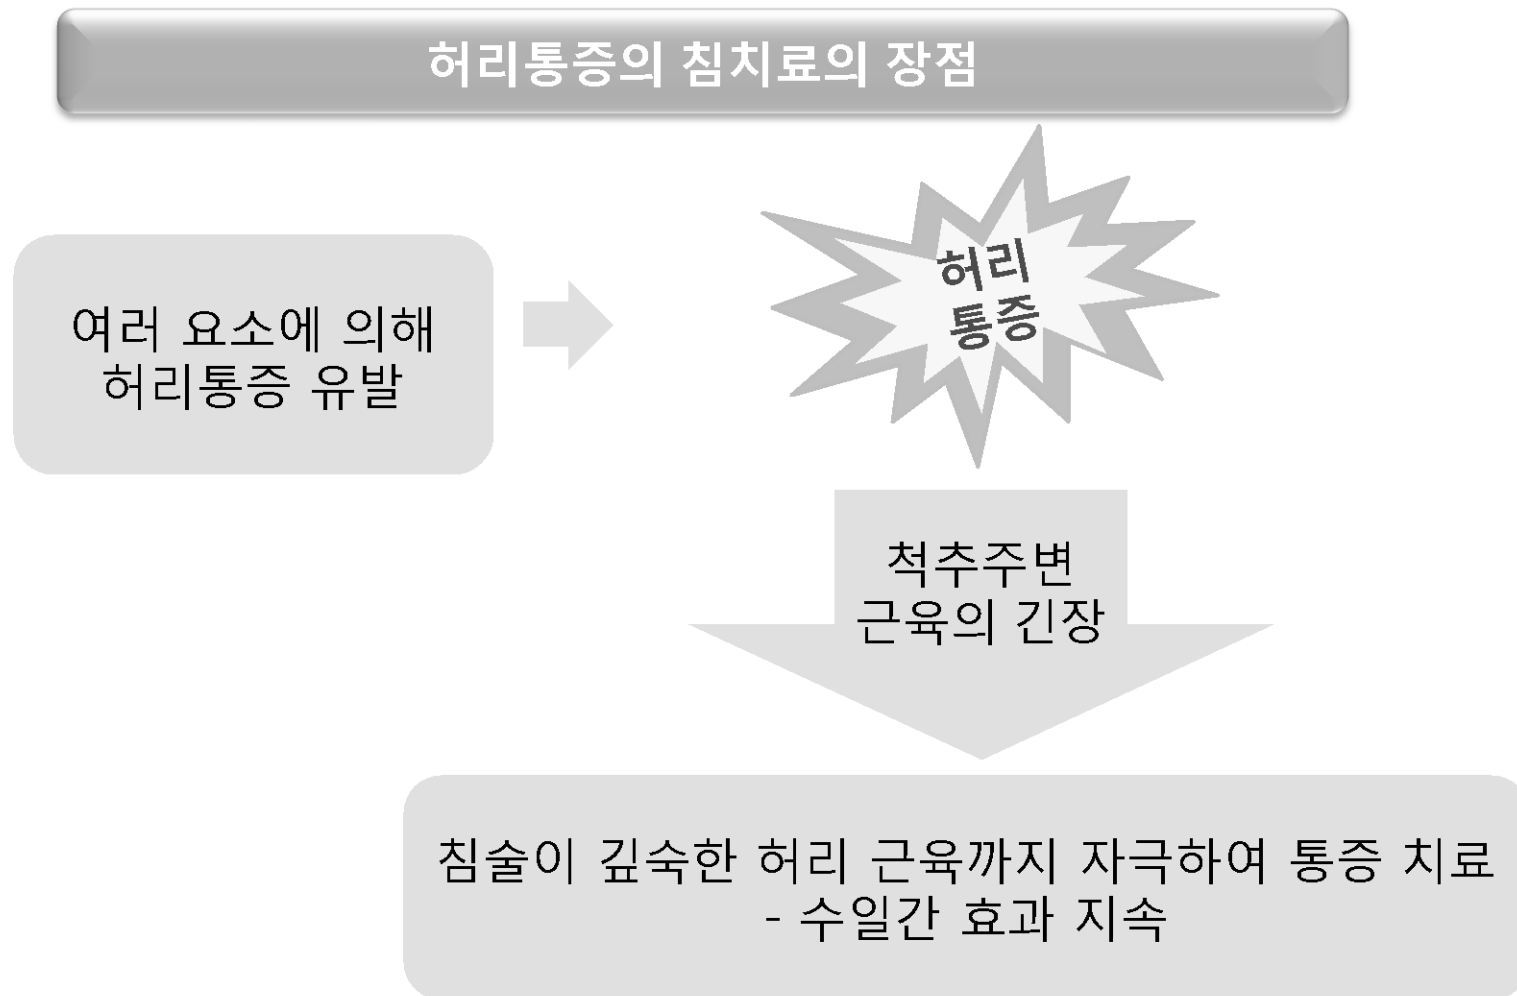 허리통증의 침치료의 장점
여러 요소에 의해
허리통증 유발
허리
통증
척추주변
근육의 긴장
침술이 깊숙한 허리 근육까지 자극하여 통증 치료
- 수일간 효과 지속